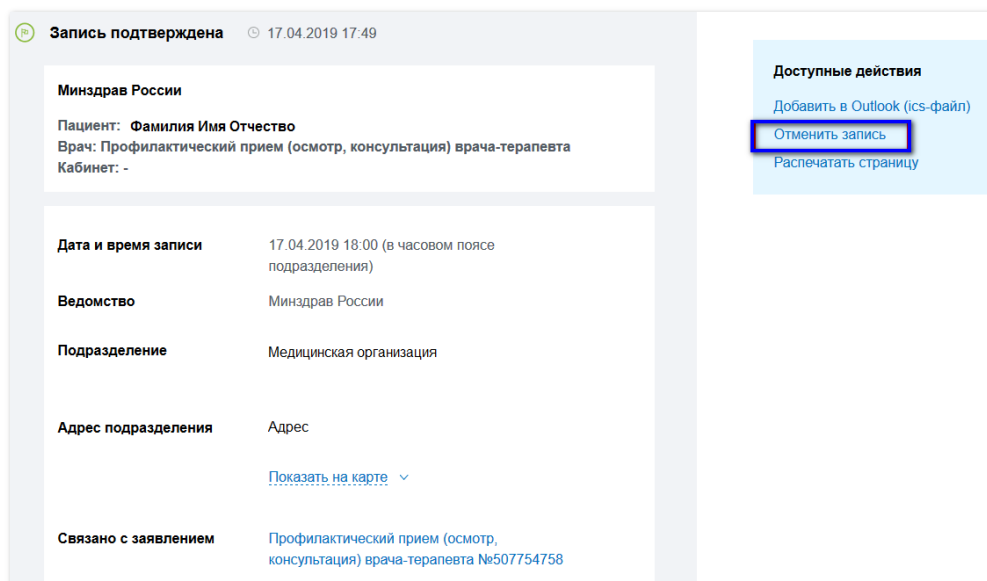 Запись подтверждена 17.04.2019 17:49
Минздрав России
Пациент: Фамилия Имя Отчество
Врач: Профилактический прием (осмотр, консультация) врача-терапевта
Кабинет: -
Дата и время записи 17.04.2019 18:00 (в часовом поясе
подразделения)
Ведомство Минздрав России
Подразделение Медицинская организация
Адрес подразделения Адрес
Показать на карте
Связано с заявлением Профилактический прием (осмотр,
консультация) врача-терапевта №507754758
Доступные действия
Добавить в Outlook (ics-файл)
Отменить запись
Распечатать страницу